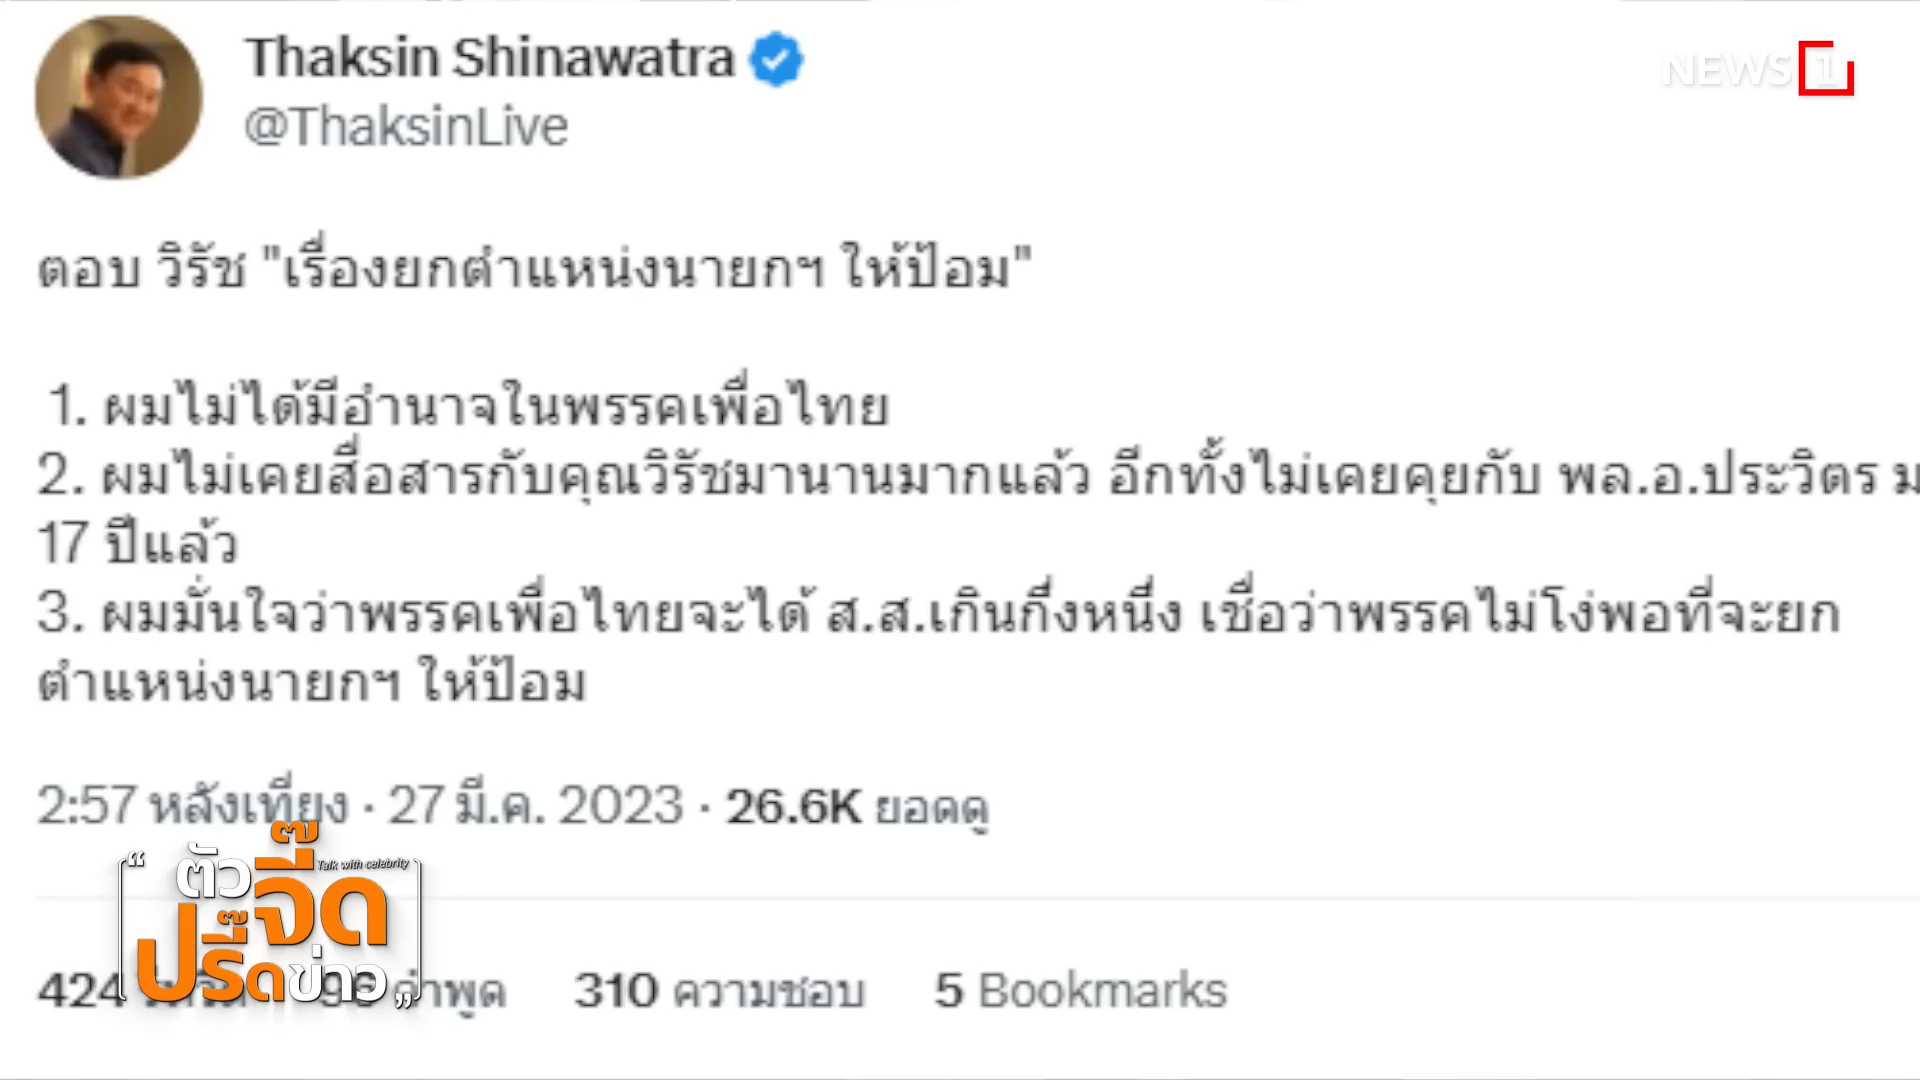 Thaksin Shinawatra
@ThaksinLive
NEWS 1
ตอบ วิรัช "เรื่องยกตำแหน่งนายกฯ ให้ป้อม"
1. ผมไม่ได้มีอำนาจในพรรคเพื่อไทย
2. ผมไม่เคยสื่อสารกับคุณวิรัชมานานมากแล้ว อีกทั้งไม่เคยคุยกับ พล.อ.ประวิตร ม
17 ปีแล้ว
3. ผมมั่นใจว่าพรรคเพื่อไทยจะได้ ส.ส.เกินกึ่งหนึ่ง เชื่อว่าพรรคไม่โง่พอที่จะยก
ตำแหน่งนายกฯ ให้ป้อม
2:57 หลังเที่ยง · 27 มี.ค. 2023 · 26.6K ยอดดู
“ตัวจี๊ด
Talk with celebrity
ปรี๊ดข่าว„
424 310 ความชอบ 5 Bookmarks